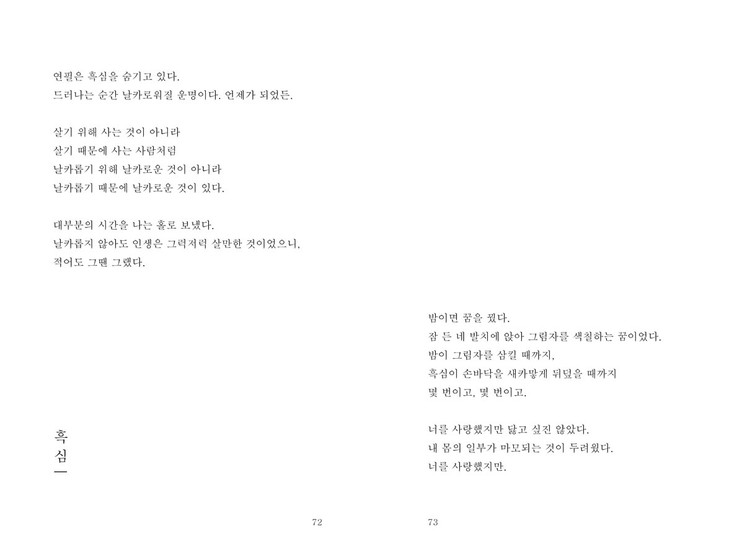 연필은 흑심을 숨기고 있다.
드러나는 순간 날카로워질 운명이다. 언제가 되었든.
살기 위해 사는 것이 아니라
살기 때문에 사는 사람처럼
날카롭기 위해 날카로운 것이 아니라
날카롭기 때문에 날카로운 것이 있다.
대부분의 시간을 나는 홀로 보냈다.
날카롭지 않아도 인생은 그럭저럭 살만한 것이었으니,
적어도 그땐 그랬다.
흑
심
72
밤이면 꿈을 꿨다.
잠 든 네 발치에 앉아 그림자를 색칠하는 꿈이었다.
밤이 그림자를 삼킬 때까지,
흑심이 손바닥을 새카맣게 뒤덮을 때까지
몇 번이고, 몇 번이고.
너를 사랑했지만 닳고 싶진 않았다.
내 몸의 일부가 마모되는 것이 두려웠다.
너를 사랑했지만.
73